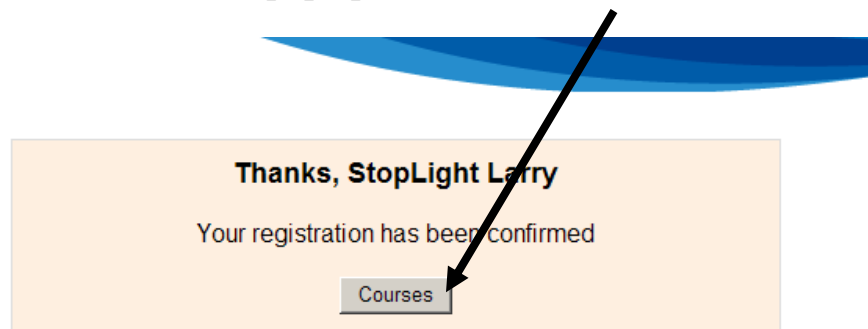 Thanks, StopLight Larry
Your registration has been confirmed
Courses